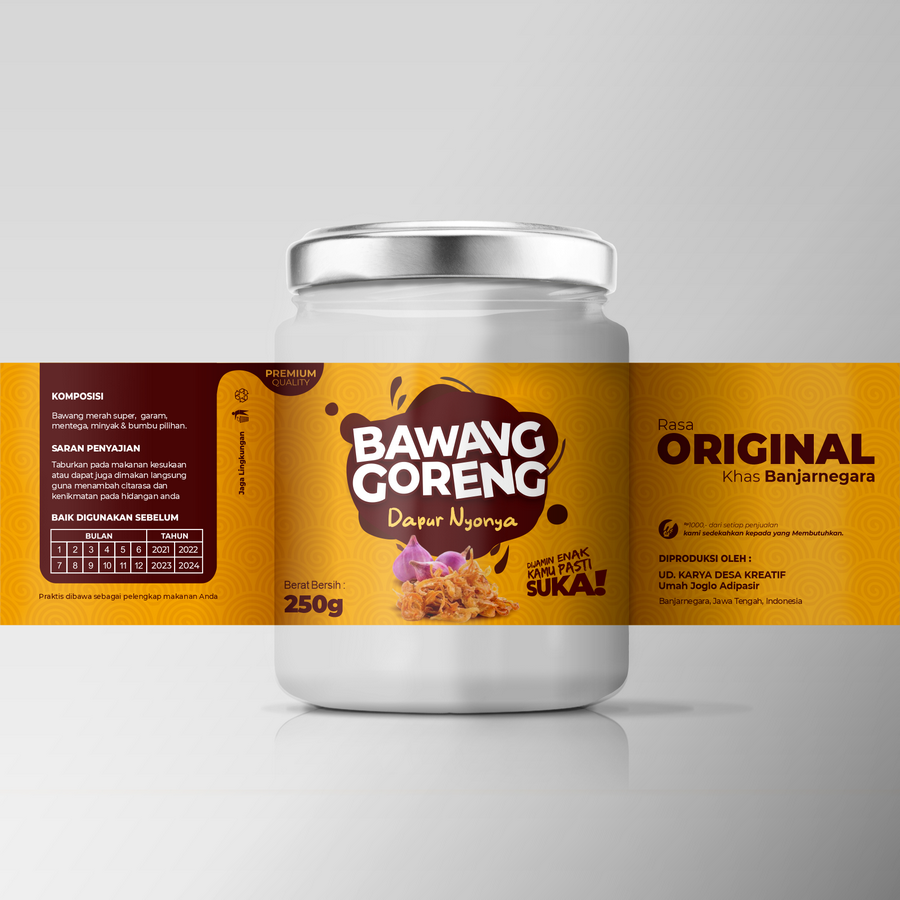 KOMPOSISI
Bawang merah super, garam,
mentega, minyak & bumbu pilihan.
SARAN PENYAJIAN
Taburkan pada makanan kesukaan
atau dapat juga dimakan langsung
guna menambah citarasa dan
kenikmatan pada hidangan anda
BAIK DIGUNAKAN SEBELUM
BULAN TAHUN
1 2 3 4 5 6 2021 2022
7 8 9 10 11 12 2023 2024
Praktis dibawa sebagai pelengkap makanan Anda
Jaga Lingkungan
PREMIUM
QUALITY
BAWANG
GORENG
Dapur Nyonya
Berat Bersih :
250g
DIJAMIN ENAK
KAMU PASTI
SUKA!
Rasa
ORIGINAL
Khas Banjarnegara
Rp1000,- dari setiap penjualan
kami sedekahkan kepada yang Membutuhkan.
DIPRODUKSI OLEH :
UD. KARYA DESA KREATIF
Umah Joglo Adipasir
Banjarnegara, Jawa Tengah, Indonesia